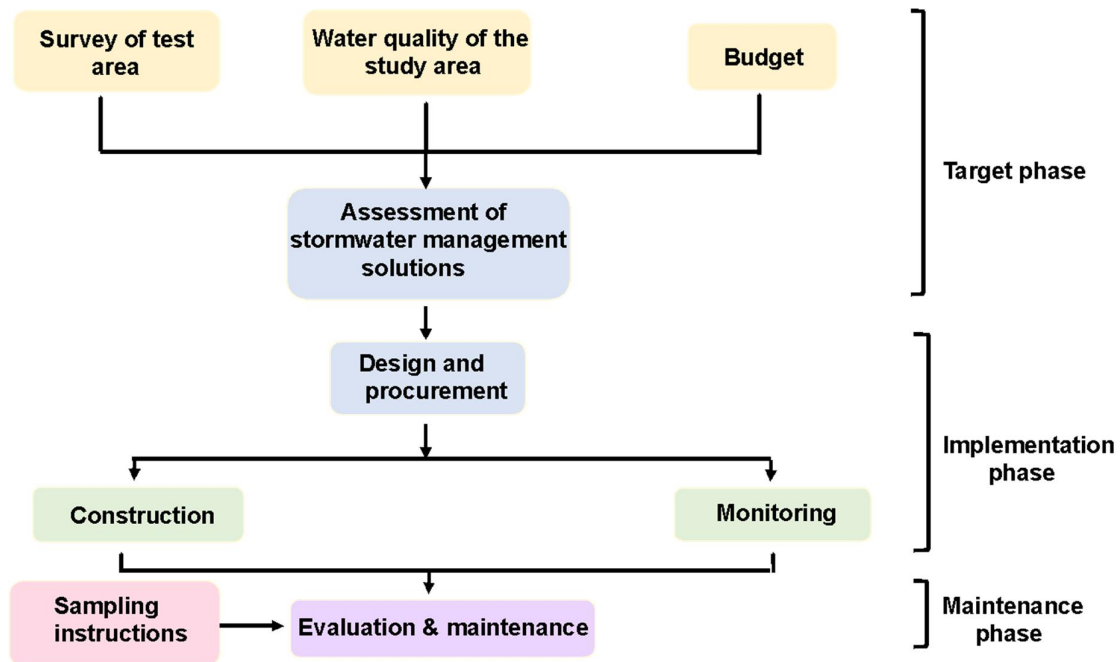 Survey of test
area
Water quality of the
study area
Budget
Target phase
Assessment of
stormwater management
solutions
Design and
procurement
Implementation
phase
Construction
Monitoring
Sampling
instructions
Evaluation & maintenance
Maintenance
phase